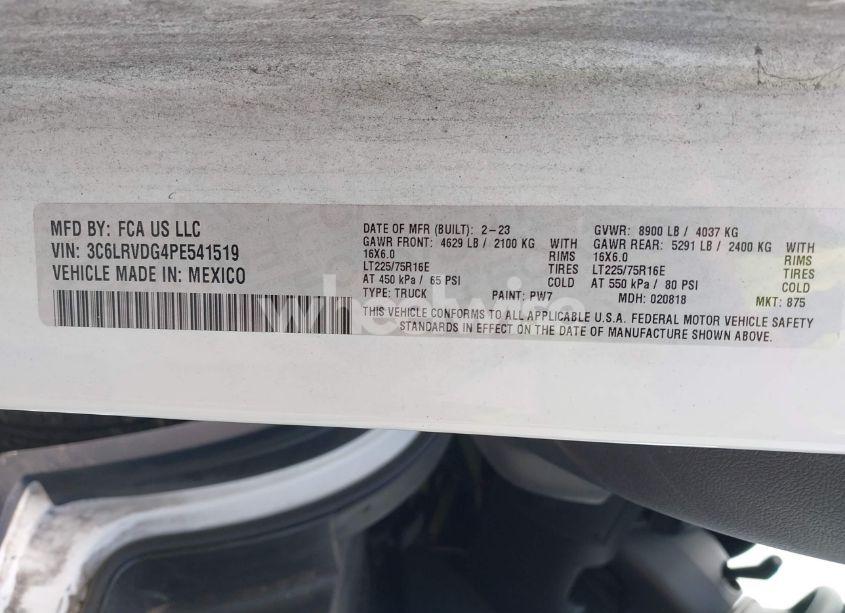 MFD BY: FCA US LLC
VIN: 3C6LRVDG4PE541519
VEHICLE MADE IN: MEXICO
DATE OF MFR (BUILT): 2-23
GAWR FRONT: 4629 LB / 2100 KG WITH
16X6.0 RIMS
LT225/75R16E TIRES
AT 450 kPa / 65 PSI COLD
TYPE: TRUCK PAINT: PW7
GVWR: 8900 LB / 4037 KG
GAWR REAR: 5291 LB / 2400 KG WITH
16X6.0 RIMS
LT225/75R16E TIRES
AT 550 kPa / 80 PSI COLD
MDH: 020818 MKT: 875
THIS VEHICLE CONFORMS TO ALL APPLICABLE U.S.A. FEDERAL MOTOR VEHICLE SAFETY
STANDARDS IN EFFECT ON THE DATE OF MANUFACTURE SHOWN ABOVE.
wheelwire